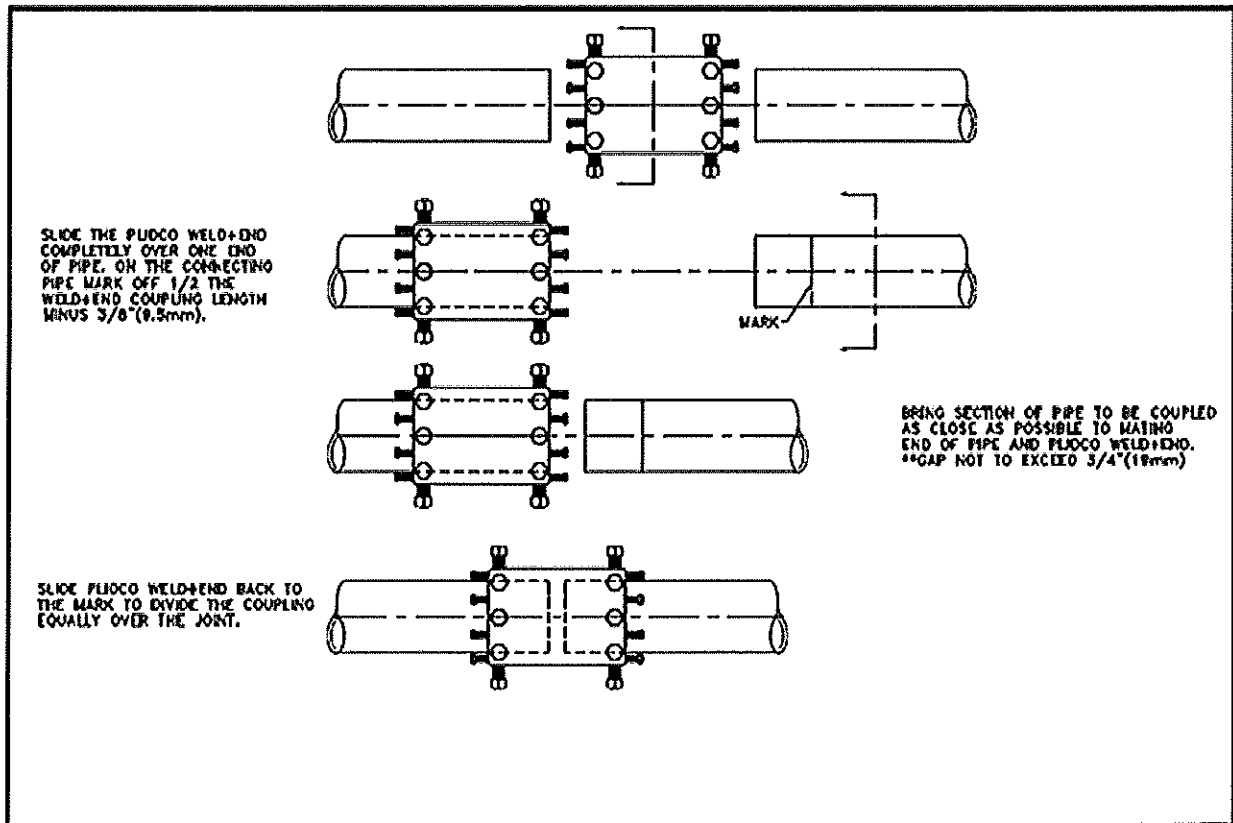 SLIDE THE PLIDCO WELD+END
COMPLETELY OVER ONE END
OF PIPE. ON THE CONNECTING
PIPE MARK OFF 1/2 THE
WELD+END COUPLING LENGTH
MINUS 3/8"(9.5mm).
MARK
BRING SECTION OF PIPE TO BE COUPLED
AS CLOSE AS POSSIBLE TO MATING
END OF PIPE AND PLIDCO WELD+END.
**GAP NOT TO EXCEED 3/4"(19mm)
SLIDE PLIDCO WELD+END BACK TO
THE MARK TO DIVIDE THE COUPLING
EQUALLY OVER THE JOINT.